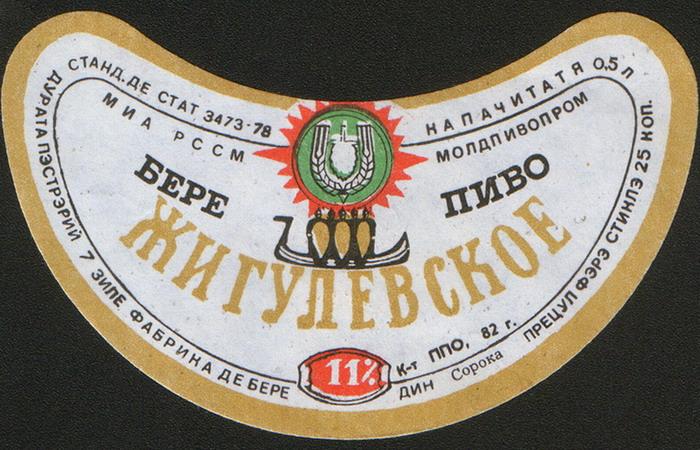 СТАНД. ДЕ СТАТ 3473-78
НАПАЧИТАТЯ 0,5 Л
МИА РССМ
МОЛДПИВОПРОМ
БЕРЕ
ПИВО
ЖИГУЛЕВСКОЕ
ДУРАТА ПЭСТРЭРИЙ 7 ЗИЛЕ ФАБРИКА ДЕ БЕРЕ
11%
К-т ППО, 82 г.
ДИН Сорока
ПРЕЦУЛ ФЭРЭ СТИКЛЭ 25 КОП.